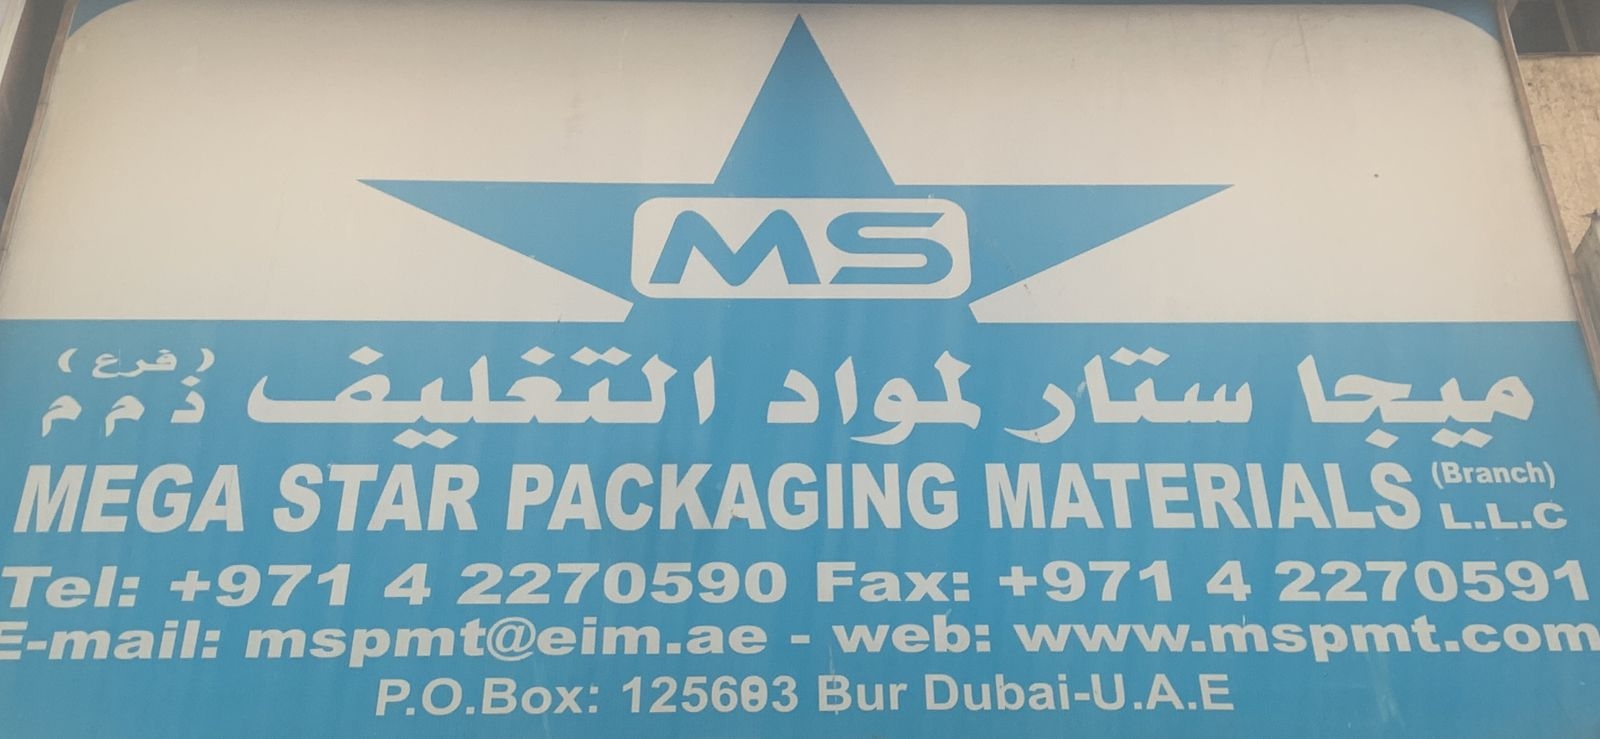 MS
ميجا ستار لمواد التغليف ذ م م (فرع)
MEGA STAR PACKAGING MATERIALS (Branch) L.L.C
Tel: +971 4 2270590 Fax: +971 4 2270591
E-mail: mspmt@eim.ae - web: www.mspmt.com
P.O.Box: Bur Dubai-U.A.E